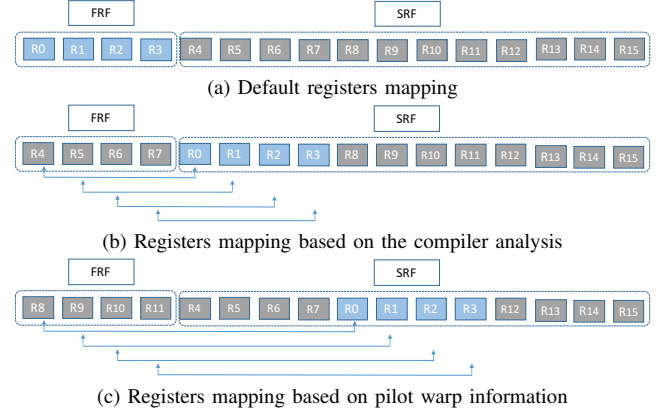 FRF SRF
R0 R1 R2 R3 R4 R5 R6 R7 R8 R9 R10 R11 R12 R13 R14 R15
(a) Default registers mapping
FRF SRF
R4 R5 R6 R7 R0 R1 R2 R3 R8 R9 R10 R11 R12 R13 R14 R15
(b) Registers mapping based on the compiler analysis
FRF SRF
R8 R9 R10 R11 R4 R5 R6 R7 R0 R1 R2 R3 R12 R13 R14 R15
(c) Registers mapping based on pilot warp information